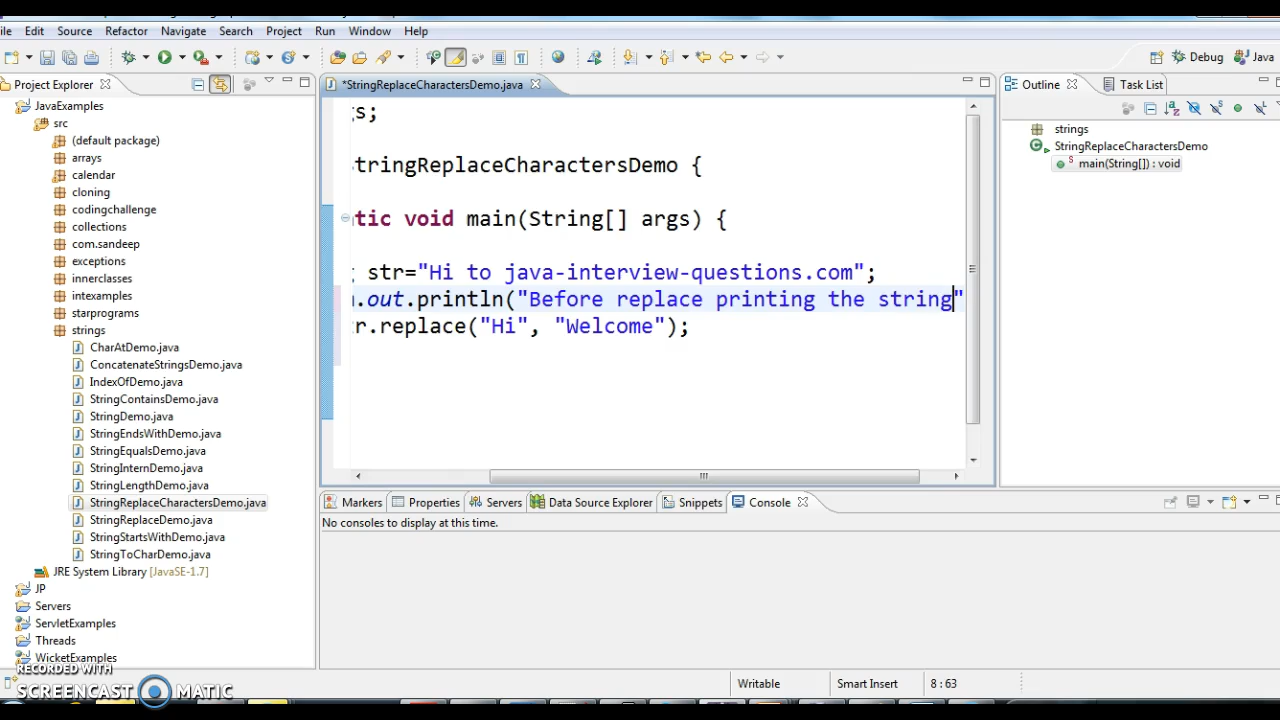 ile Edit Source Refactor Navigate Search Project Run Window Help
Debug Java
Project Explorer
*StringReplaceCharactersDemo.java
Outline Task List
JavaExamples
src
(default package)
arrays
calendar
cloning
codingchallenge
collections
com.sandeep
exceptions
innerclasses
intexamples
starprograms
strings
CharAtDemo.java
ConcatenateStringsDemo.java
IndexOfDemo.java
StringContainsDemo.java
StringDemo.java
StringEndsWithDemo.java
StringEqualsDemo.java
StringInternDemo.java
StringLengthDemo.java
StringReplaceCharactersDemo.java
StringReplaceDemo.java
StringStartsWithDemo.java
StringToCharDemo.java
JRE System Library [JavaSE-1.7]
JP
Servers
ServletExamples
Threads
WicketExamples
gs;
tringReplaceCharactersDemo {
tic void main(String[] args) {
g str="Hi to java-interview-questions.com";
.out.println("Before replace printing the string"
r.replace("Hi", "Welcome");
strings
StringReplaceCharactersDemo
main(String[]) : void
Markers Properties Servers Data Source Explorer Snippets Console
No consoles to display at this time.
Writable Smart Insert 8 : 63
RECORDED WITH
SCREENCAST MATIC